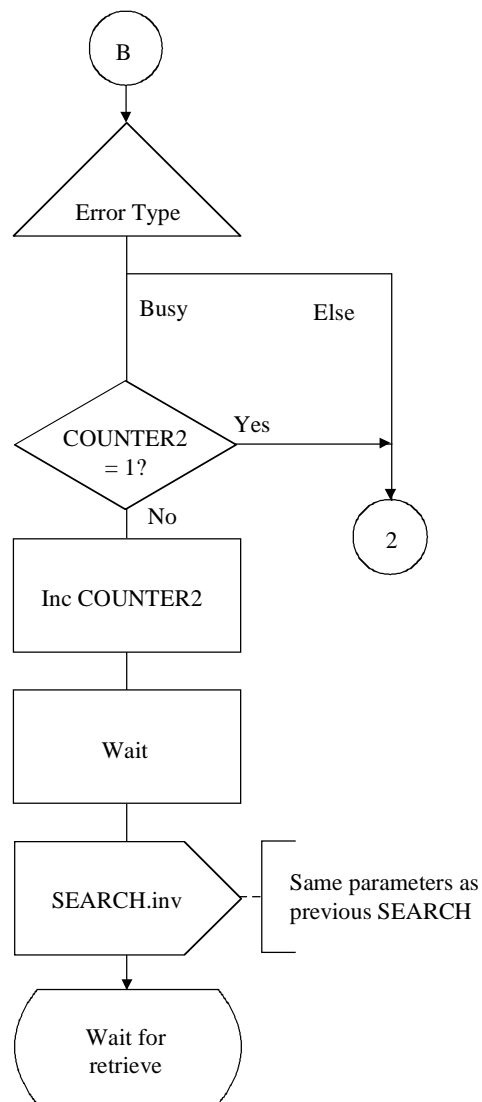 B
Error Type
Busy
Else
COUNTER2
= 1?
Yes
No
2
Inc COUNTER2
Wait
SEARCH.inv
Same parameters as
previous SEARCH
Wait for
retrieve